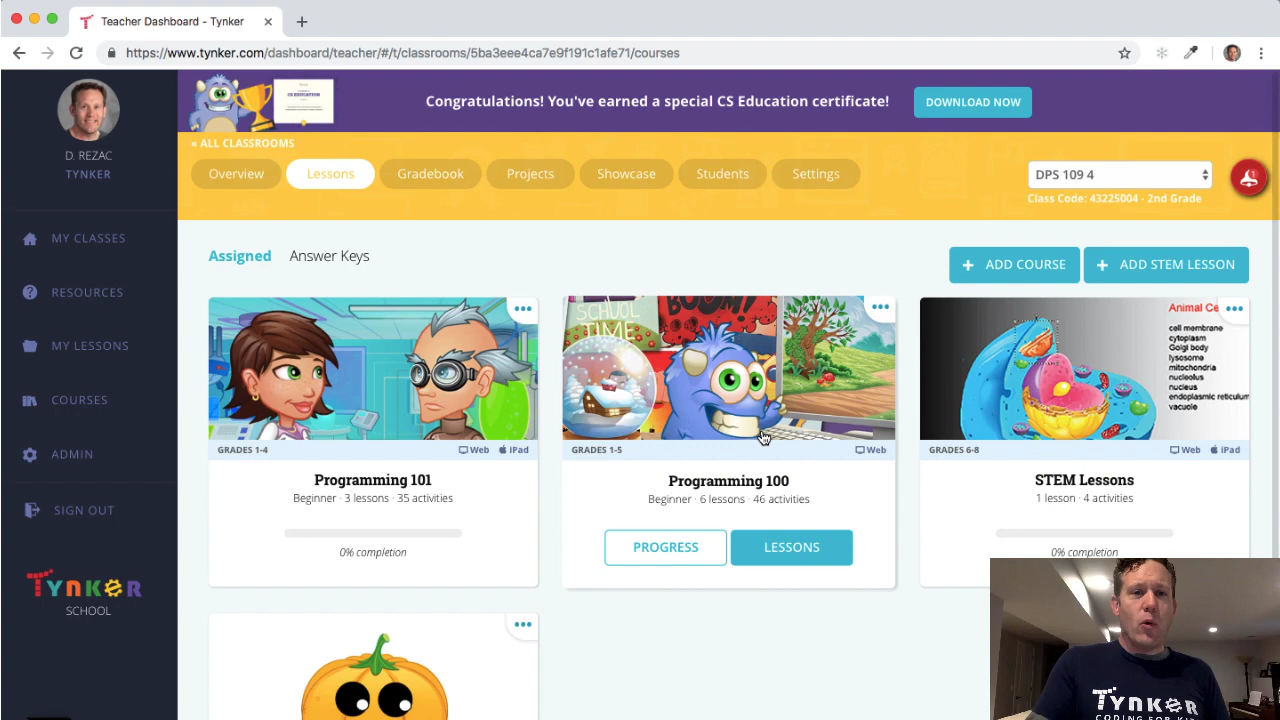 Teacher Dashboard - Tynker
https://www.tynker.com/dashboard/teacher/#/t/classrooms/5ba3eee4ca7e9f191c1afe71/courses
D. REZAC
TYNKER
MY CLASSES
RESOURCES
MY LESSONS
COURSES
ADMIN
SIGN OUT
TYNKER
SCHOOL
CS EDUCATION
Congratulations! You've earned a special CS Education certificate!
DOWNLOAD NOW
« ALL CLASSROOMS
Overview
Lessons
Gradebook
Projects
Showcase
Students
Settings
DPS 109 4
Class Code: 43225004 - 2nd Grade
1
Assigned
Answer Keys
+ ADD COURSE
+ ADD STEM LESSON
GRADES 1-4
Web
iPad
Programming 101
Beginner · 3 lessons · 35 activities
0% completion
SCHOOL
TIME
BOOM!
GRADES 1-5
Web
Programming 100
Beginner · 6 lessons · 46 activities
PROGRESS
LESSONS
Animal Ce
cell membrane
cytoplasm
Golgi body
lysosome
mitochondria
nucleolus
nucleus
endoplasmic reticulum
vacuole
GRADES 6-8
Web
iPad
STEM Lessons
1 lesson · 4 activities
0% completion
TYNKER
CODING FOR KI